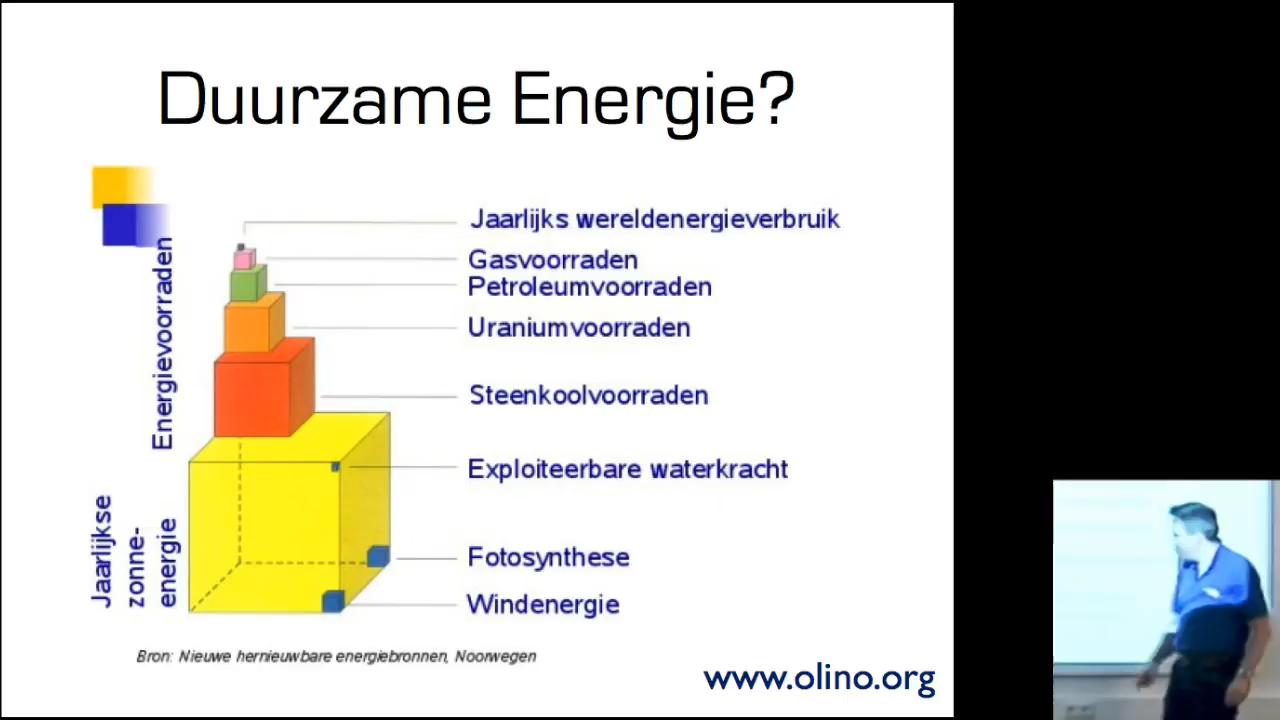 Duurzame Energie?
Jaarlijks wereldenergieverbruik
Gasvoorraden
Petroleumvoorraden
Uraniumvoorraden
Steenkoolvoorraden
Exploiteerbare waterkracht
Fotosynthese
Windenergie
Energievoorraden
Jaarlijkse
zonne-
energie
Bron: Nieuwe hernieuwbare energiebronnen, Noorwegen
www.olino.org